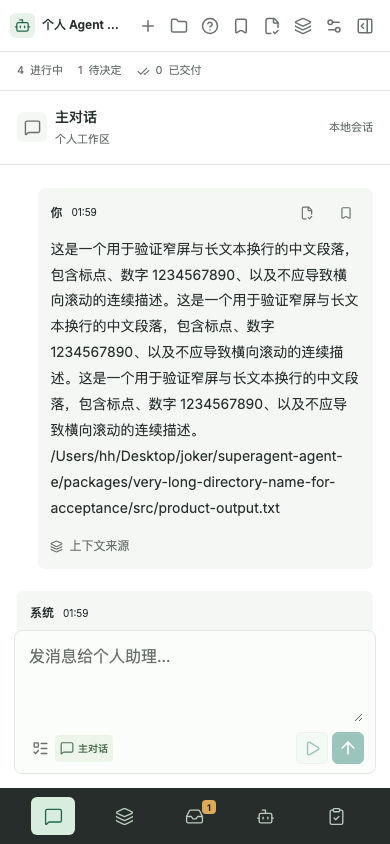 个人 Agent ...
4 进行中 1 待决定 0 已交付
主对话
个人工作区
本地会话
你 01:59
这是一个用于验证窄屏与长文本换行的中文段落，
包含标点、数字 1234567890、以及不应导致横
向滚动的连续描述。这是一个用于验证窄屏与长文
本换行的中文段落，包含标点、数字
1234567890、以及不应导致横向滚动的连续描
述。这是一个用于验证窄屏与长文本换行的中文段
落，包含标点、数字 1234567890、以及不应导
致横向滚动的连续描述。
/Users/hh/Desktop/joker/superagent-agent-
e/packages/very-long-directory-name-for-
acceptance/src/product-output.txt
上下文来源
系统 01:59
发消息给个人助理...
主对话
1